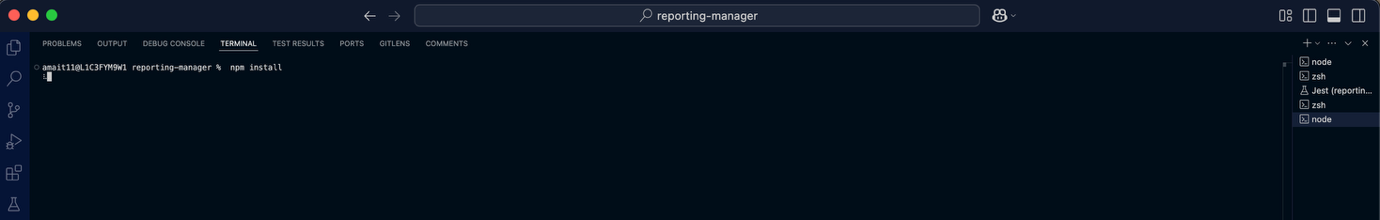 reporting-manager
PROBLEMS OUTPUT DEBUG CONSOLE TERMINAL TEST RESULTS PORTS GITLENS COMMENTS
amait11@L1C3FYM9W1 reporting-manager % npm install
node
zsh
Jest (reportin...
zsh
node